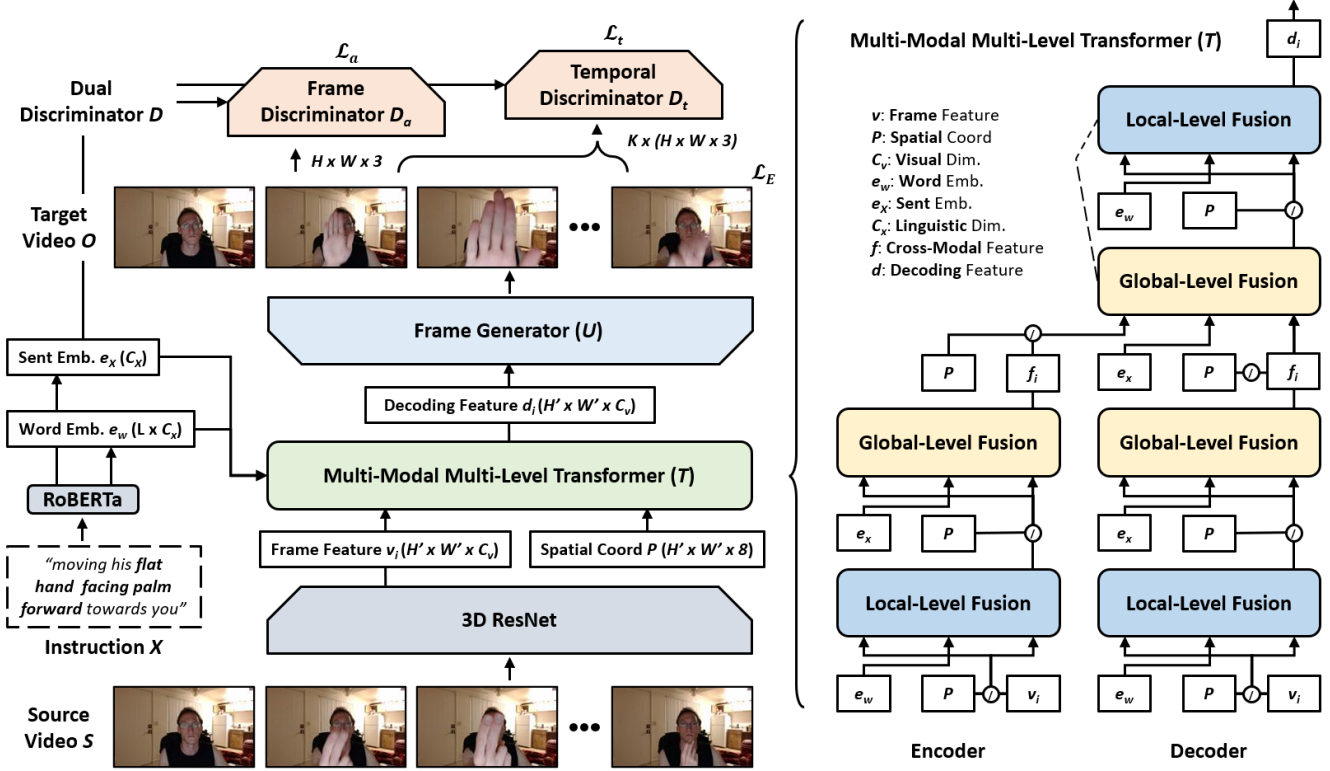 Dual
Discriminator D
ℒa
Frame
Discriminator Da
ℒt
Temporal
Discriminator Dt
H x W x 3
K x (H x W x 3)
ℒE
Target
Video O
Frame Generator (U)
Sent Emb. eX (Cx)
Decoding Feature di (H′ x W′ x Cv)
Word Emb. ew (L x Cx)
Multi-Modal Multi-Level Transformer (T)
RoBERTa
Frame Feature vi (H′ x W′ x Cv)
Spatial Coord P (H′ x W′ x 8)
“moving his flat
hand facing palm
forward towards you”
Instruction X
3D ResNet
Source
Video S
Multi-Modal Multi-Level Transformer (T)
di
v: Frame Feature
P: Spatial Coord
Cv: Visual Dim.
ew: Word Emb.
ex: Sent Emb.
Cx: Linguistic Dim.
f: Cross-Modal Feature
d: Decoding Feature
Local-Level Fusion
ew
P
/
Global-Level Fusion
/
P
fi
ex
P
/
fi
Global-Level Fusion
Global-Level Fusion
ex
P
/
ex
P
/
Local-Level Fusion
Local-Level Fusion
ew
P
/
vi
ew
P
/
vi
Encoder
Decoder